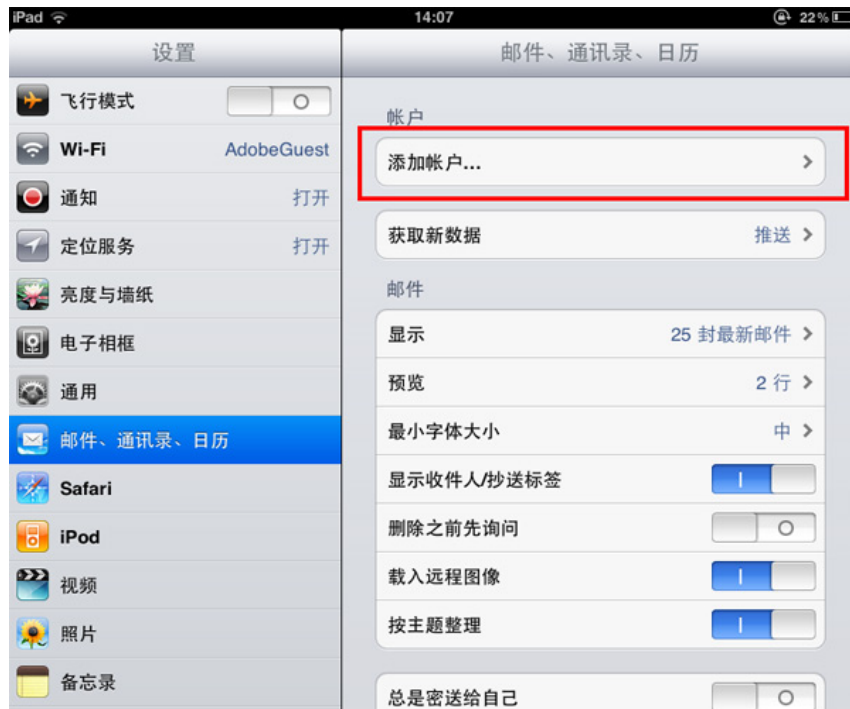 iPad 14:07 22%
设置
飞行模式
Wi-Fi AdobeGuest
通知 打开
定位服务 打开
亮度与墙纸
电子相框
通用
邮件、通讯录、日历
Safari
iPod
视频
照片
备忘录
邮件、通讯录、日历
帐户
添加帐户...
获取新数据 推送
邮件
显示 25 封最新邮件
预览 2 行
最小字体大小 中
显示收件人/抄送标签
删除之前先询问
载入远程图像
按主题整理
总是密送给自己